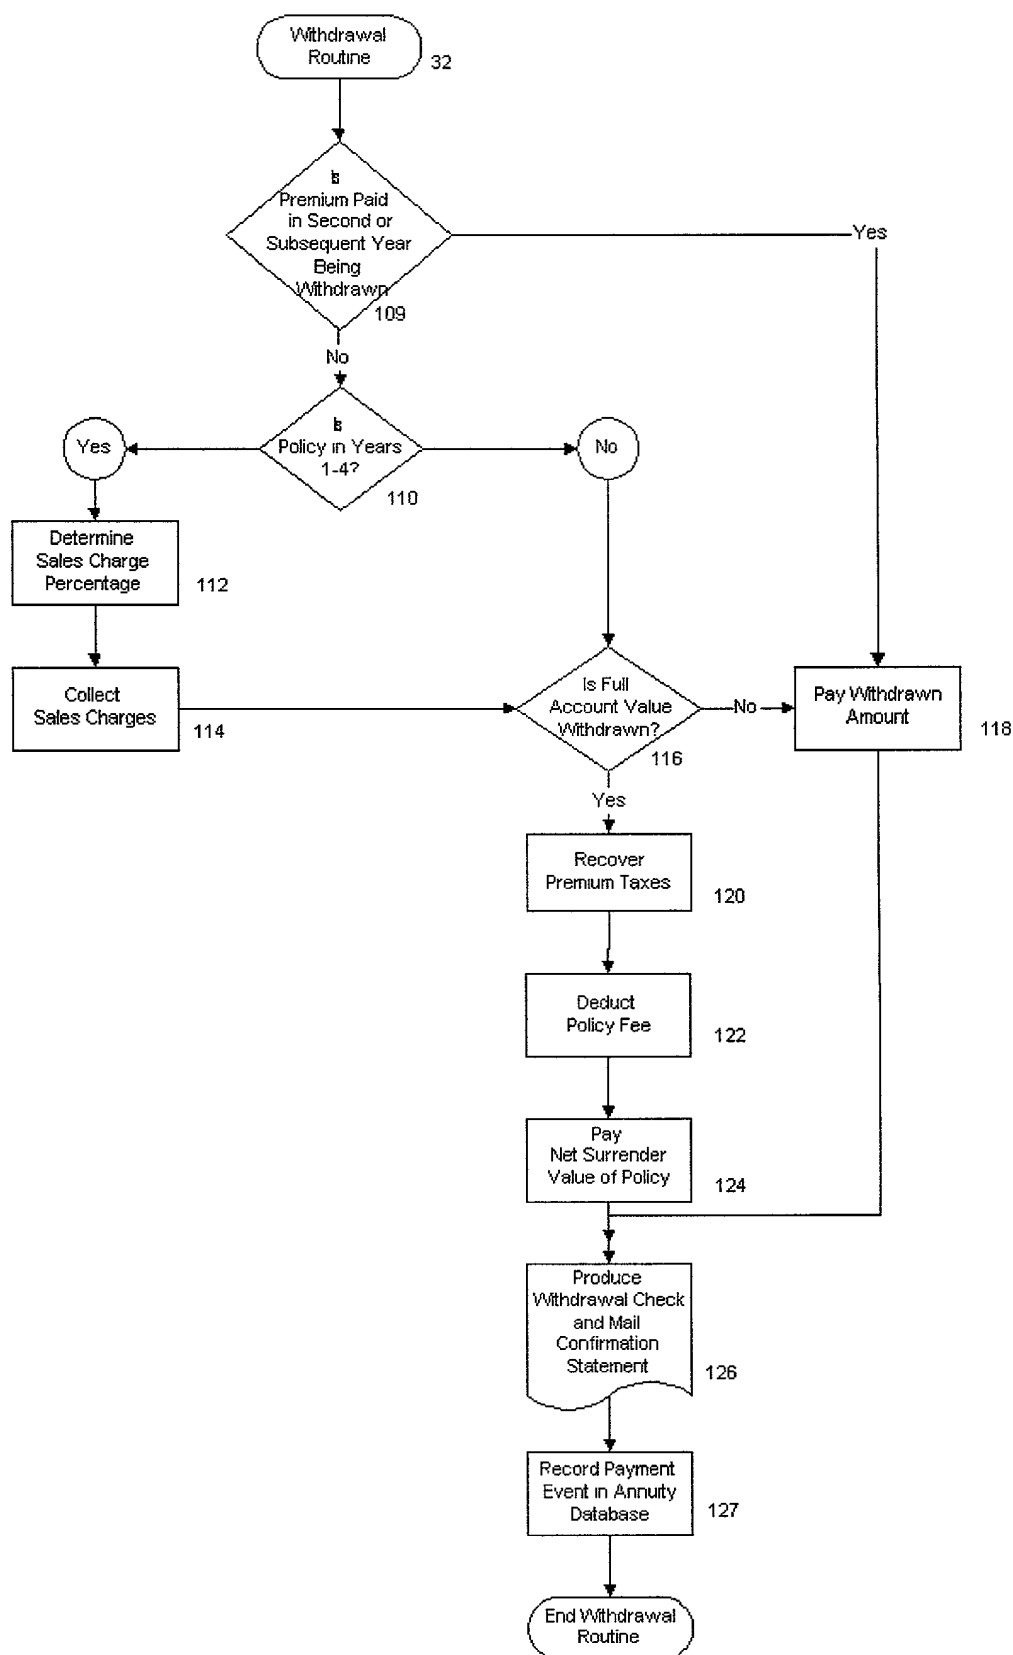 Withdrawal
Routine
32
Is
Premium Paid
in Second or
Subsequent Year
Being
Withdrawn
109
Yes
No
Is
Policy in Years
1-4?
110
Yes
No
Determine
Sales Charge
Percentage
112
Collect
Sales Charges
114
Is Full
Account Value
Withdrawn?
116
No
Pay Withdrawn
Amount
118
Yes
Recover
Premium Taxes
120
Deduct
Policy Fee
122
Pay
Net Surrender
Value of Policy
124
Produce
Withdrawal Check
and Mail
Confirmation
Statement
126
Record Payment
Event in Annuity
Database
127
End Withdrawal
Routine